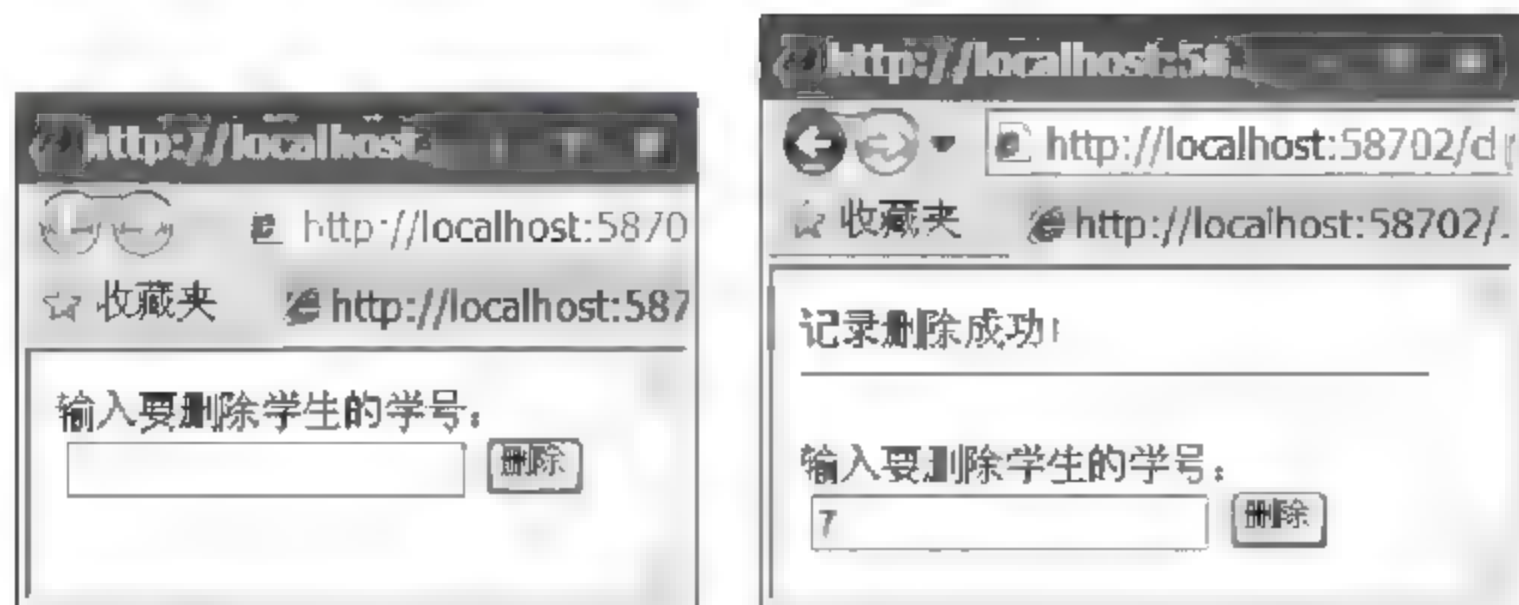 http://localhost
http://localhost:5870
收藏夹
http://localhost:587
输入要删除学生的学号：
删除
http://localhost:58
http://localhost:58702/d
收藏夹
http://localhost:58702/
记录删除成功！
输入要删除学生的学号：
7
删除